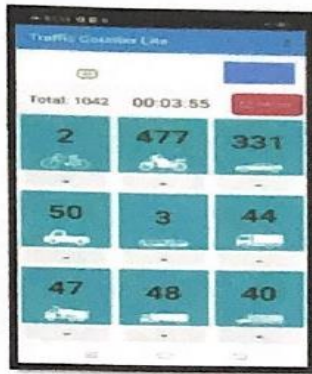 Traffic Counter Lite
Total: 1042 00:03.55
2 477 331
- - -
50 3 44
- - -
47 48 40
- - -